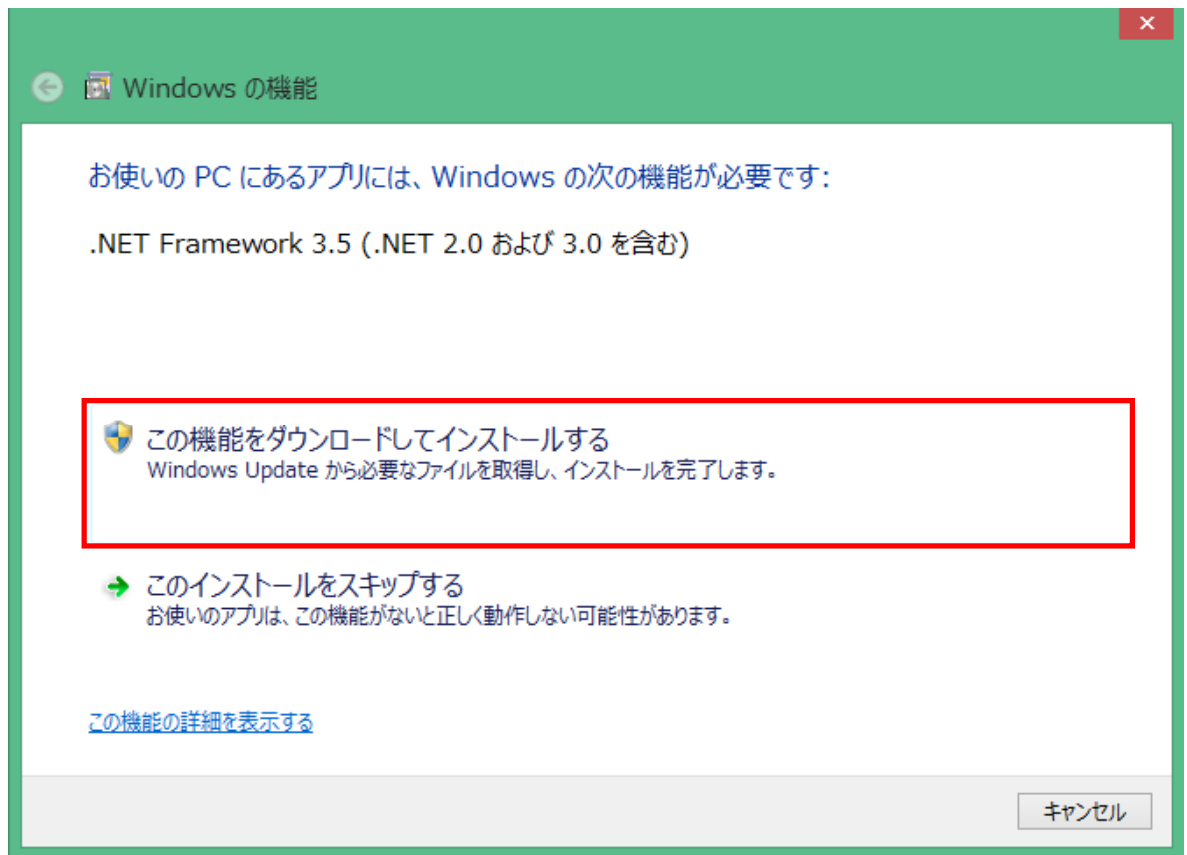 Windows の機能
お使いの PC にあるアプリには、Windows の次の機能が必要です:
.NET Framework 3.5 (.NET 2.0 および 3.0 を含む)
この機能をダウンロードしてインストールする
Windows Update から必要なファイルを取得し、インストールを完了します。
このインストールをスキップする
お使いのアプリは、この機能がないと正しく動作しない可能性があります。
この機能の詳細を表示する
キャンセル